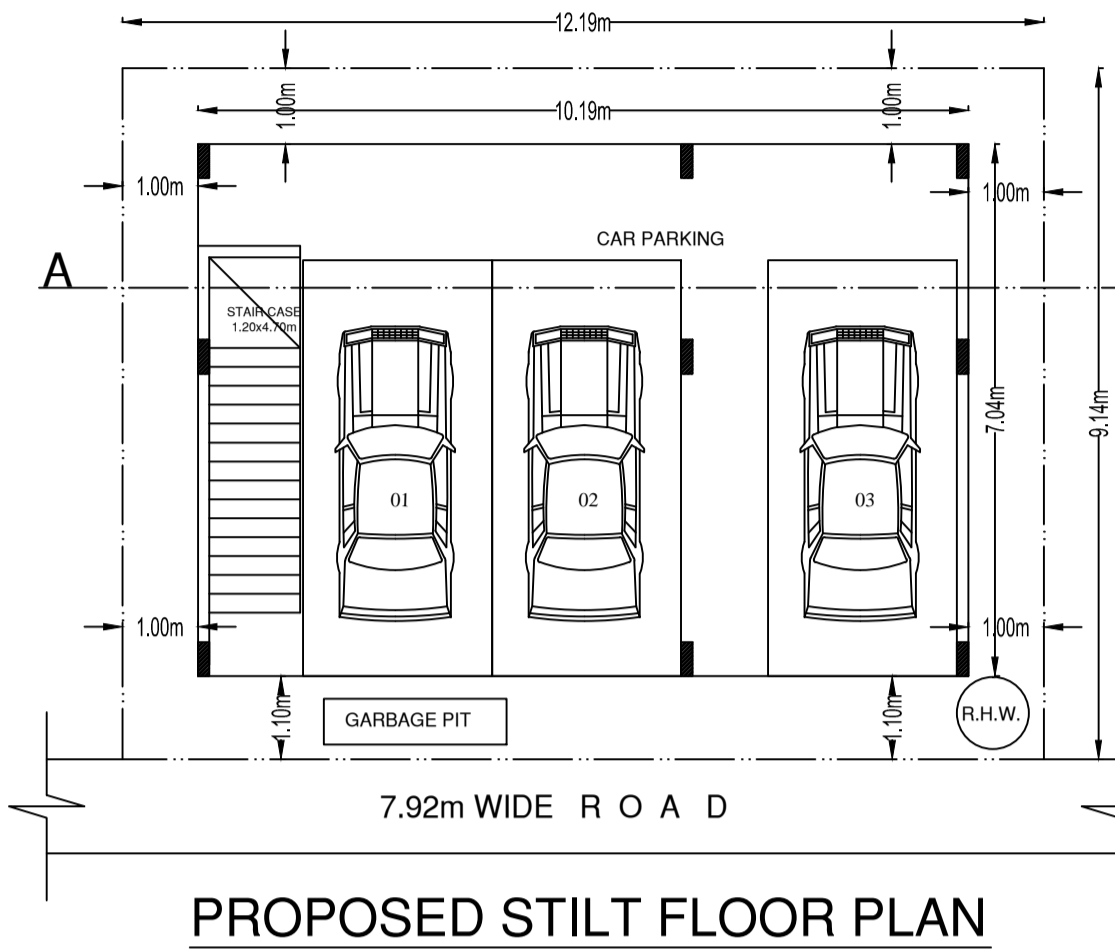 12.19m
1.00m
1.00m
10.19m
1.00m
1.00m
CAR PARKING
A
STAIR CASE
1.20x4.70m
7.04m
9.14m
01
02
03
1.00m
1.00m
1.10m
GARBAGE PIT
1.10m
R.H.W.
7.92m WIDE R O A D
PROPOSED STILT FLOOR PLAN